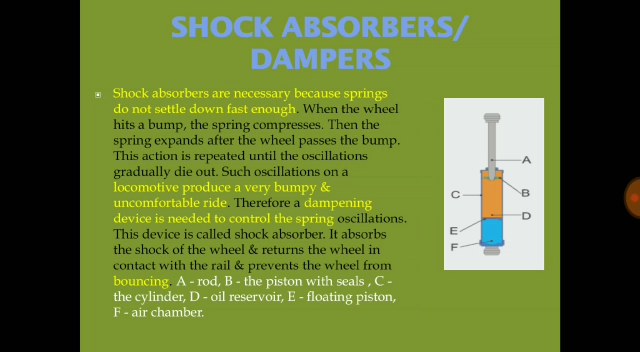 SHOCK ABSORBERS/
DAMPERS
Shock absorbers are necessary because springs
do not settle down fast enough. When the wheel
hits a bump, the spring compresses. Then the
spring expands after the wheel passes the bump.
This action is repeated until the oscillations
gradually die out. Such oscillations on a
locomotive produce a very bumpy &
uncomfortable ride. Therefore a dampening
device is needed to control the spring oscillations.
This device is called shock absorber. It absorbs
the shock of the wheel & returns the wheel in
contact with the rail & prevents the wheel from
bouncing. A - rod, B - the piston with seals , C -
the cylinder, D - oil reservoir, E - floating piston,
F - air chamber.
A
B
C
D
E
F